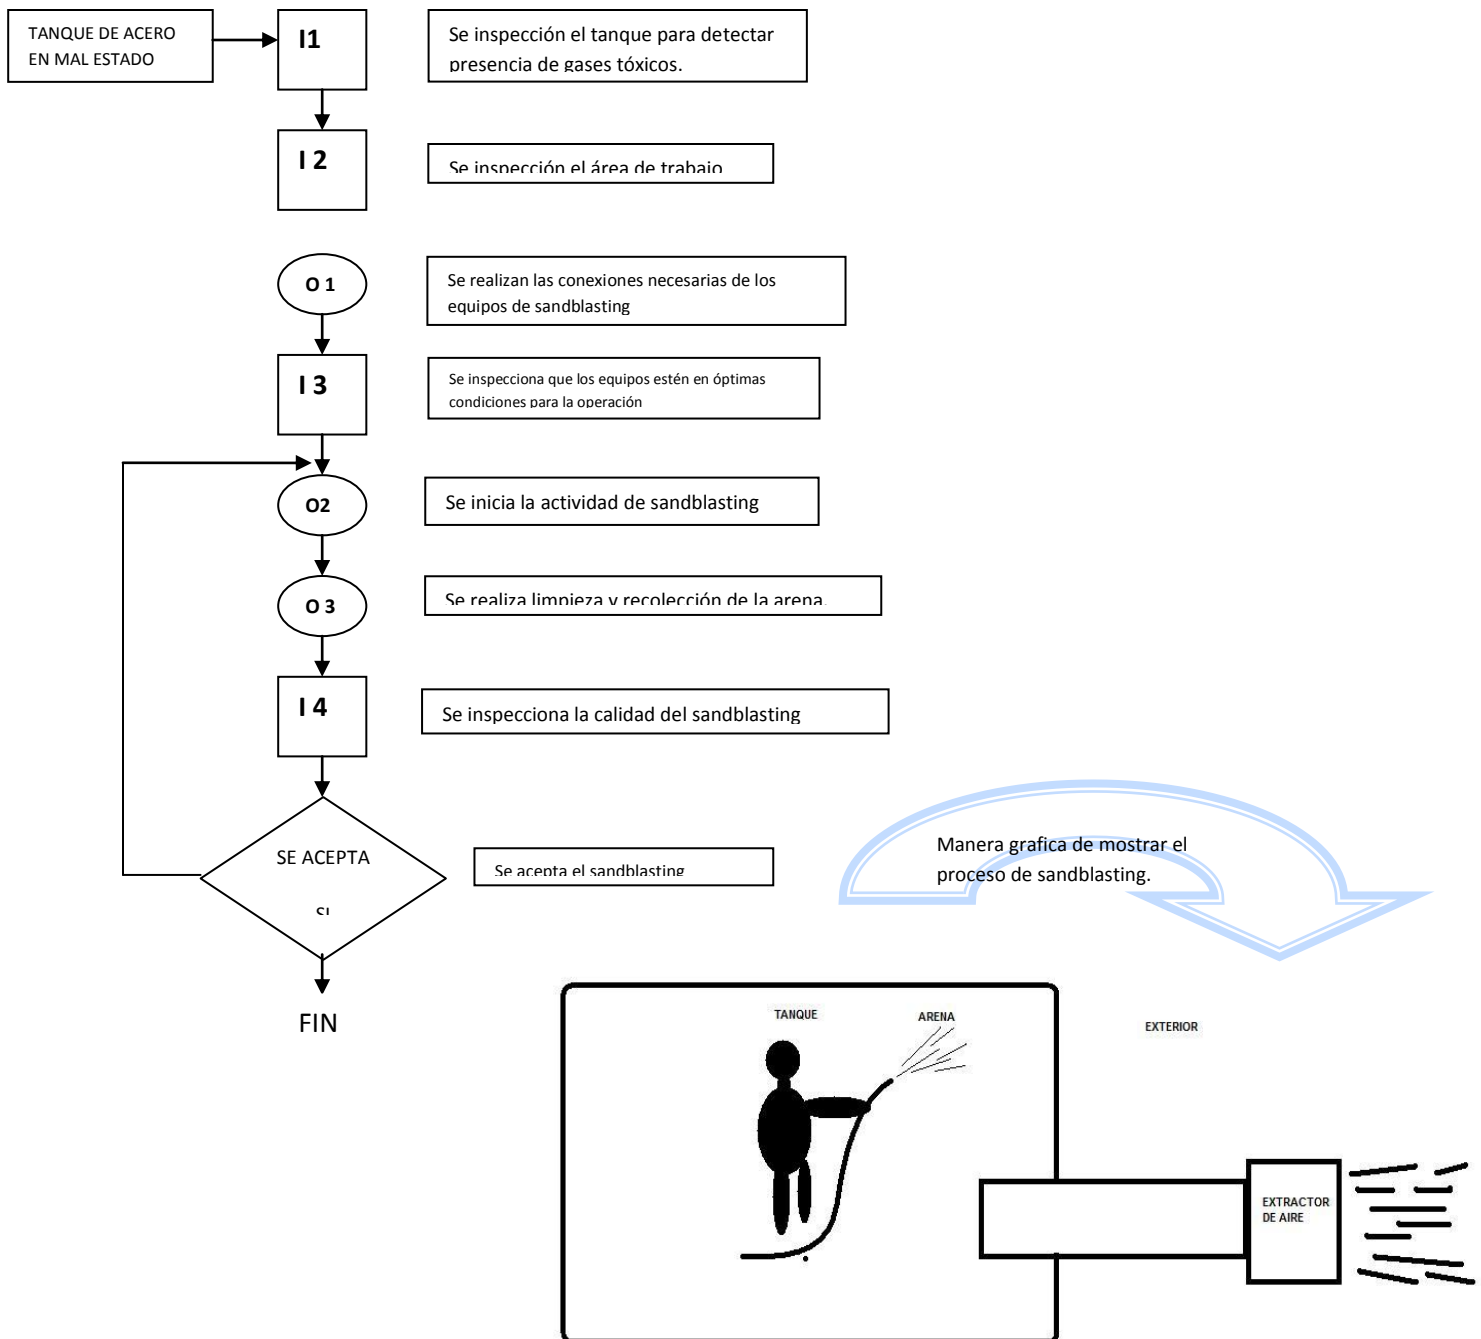 TANQUE DE ACERO
EN MAL ESTADO
I1
Se inspección el tanque para detectar
presencia de gases tóxicos.
I 2
Se inspección el área de trabajo
O 1
Se realizan las conexiones necesarias de los
equipos de sandblasting
I 3
Se inspecciona que los equipos estén en óptimas
condiciones para la operación
O2
Se inicia la actividad de sandblasting
O 3
Se realiza limpieza y recolección de la arena.
I 4
Se inspecciona la calidad del sandblasting
SE ACEPTA
SI
Se acepta el sandblasting
FIN
Manera grafica de mostrar el
proceso de sandblasting.
TANQUE
ARENA
EXTERIOR
EXTRACTOR
DE AIRE